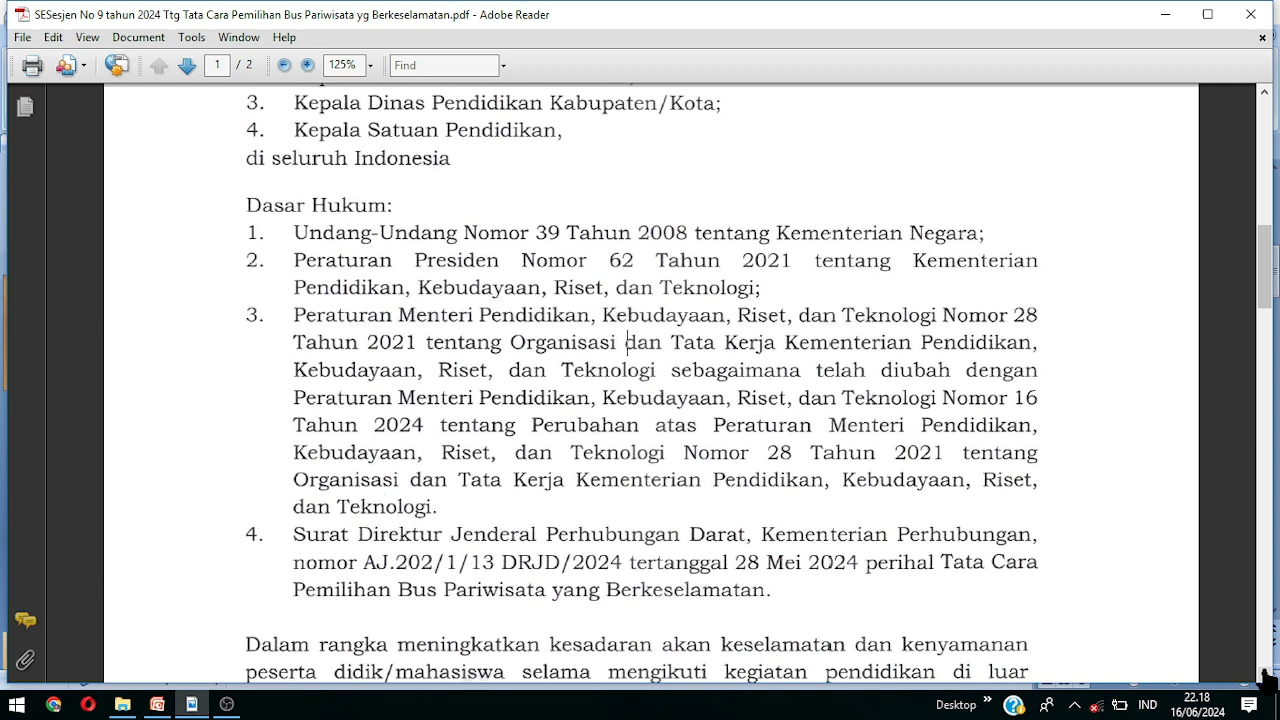 SESesjen No 9 tahun 2024 Ttg Tata Cara Pemilihan Bus Pariwisata yg Berkeselamatan.pdf - Adobe Reader
File Edit View Document Tools Window Help
1 / 2 125% Find
3. Kepala Dinas Pendidikan Kabupaten/Kota;
4. Kepala Satuan Pendidikan,
di seluruh Indonesia
Dasar Hukum:
1. Undang-Undang Nomor 39 Tahun 2008 tentang Kementerian Negara;
2. Peraturan Presiden Nomor 62 Tahun 2021 tentang Kementerian
Pendidikan, Kebudayaan, Riset, dan Teknologi;
3. Peraturan Menteri Pendidikan, Kebudayaan, Riset, dan Teknologi Nomor 28
Tahun 2021 tentang Organisasi dan Tata Kerja Kementerian Pendidikan,
Kebudayaan, Riset, dan Teknologi sebagaimana telah diubah dengan
Peraturan Menteri Pendidikan, Kebudayaan, Riset, dan Teknologi Nomor 16
Tahun 2024 tentang Perubahan atas Peraturan Menteri Pendidikan,
Kebudayaan, Riset, dan Teknologi Nomor 28 Tahun 2021 tentang
Organisasi dan Tata Kerja Kementerian Pendidikan, Kebudayaan, Riset,
dan Teknologi.
4. Surat Direktur Jenderal Perhubungan Darat, Kementerian Perhubungan,
nomor AJ.202/1/13 DRJD/2024 tertanggal 28 Mei 2024 perihal Tata Cara
Pemilihan Bus Pariwisata yang Berkeselamatan.
Dalam rangka meningkatkan kesadaran akan keselamatan dan kenyamanan
peserta didik/mahasiswa selama mengikuti kegiatan pendidikan di luar
Desktop IND 22.18
16/06/2024